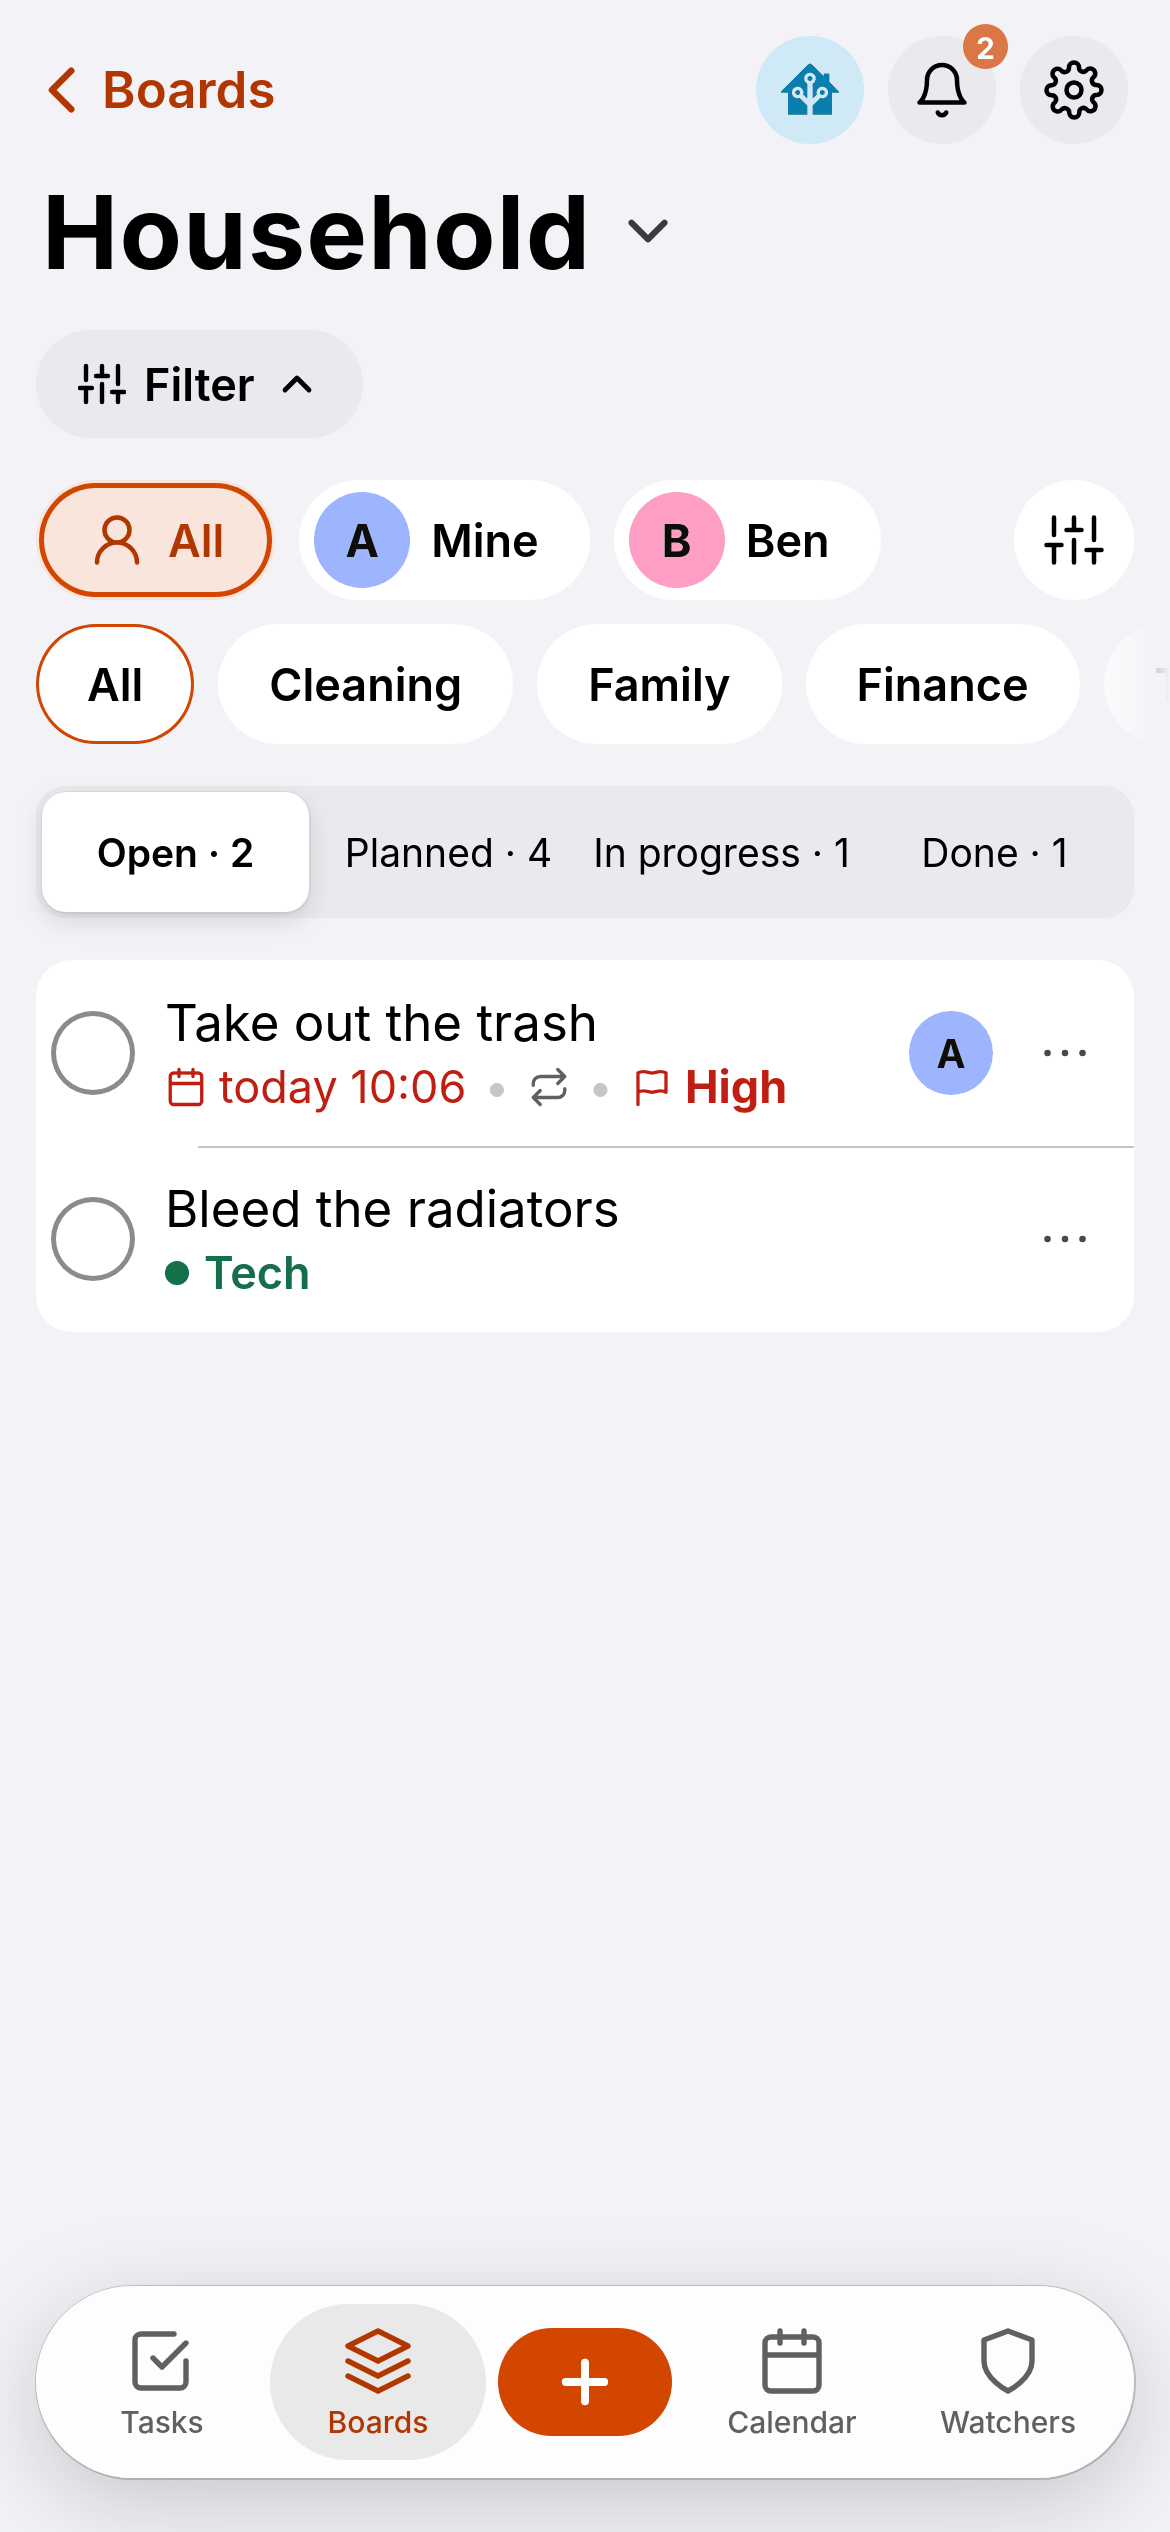 Boards
2
Household
Filter
All
A Mine
B Ben
All
Cleaning
Family
Finance
Open · 2
Planned · 4
In progress · 1
Done · 1
Take out the trash
today 10:06
High
A
Bleed the radiators
Tech
Tasks
Boards
Calendar
Watchers